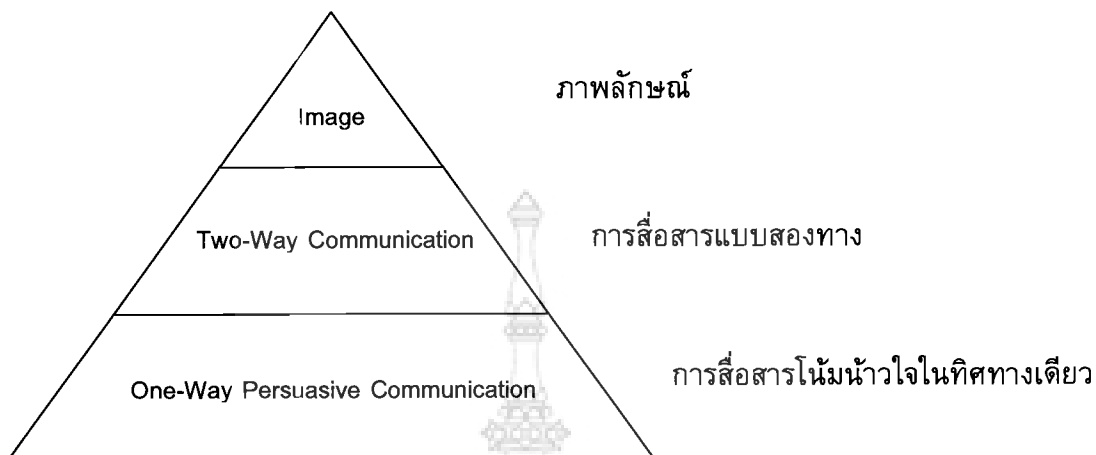 Image
ภาพลักษณ์
Two-Way Communication
การสื่อสารแบบสองทาง
One-Way Persuasive Communication
การสื่อสารโน้มน้าวใจในทิศทางเดียว